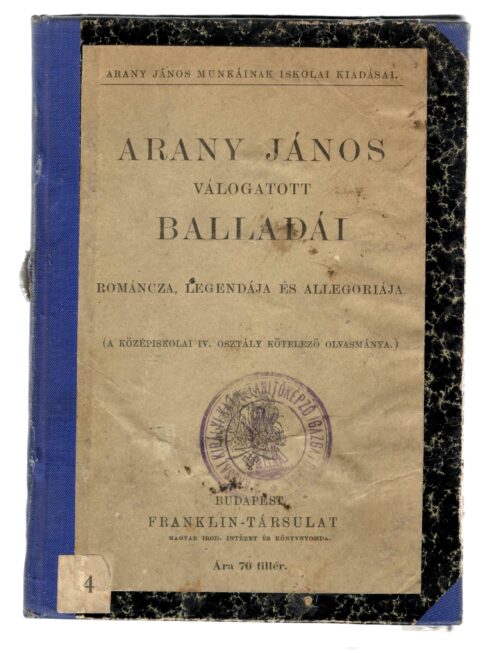 ARANY JÁNOS MUNKÁINAK ISKOLAI KIADÁSAI.
ARANY JÁNOS
VÁLOGATOTT
BALLADÁI
ROMÁNCZA, LEGENDÁJA ÉS ALLEGORIÁJA
(A KÖZÉPISKOLAI IV. OSZTÁLY KÖTELEZŐ OLVASMÁNYA.)
TANÍTÓKÉPZŐ
BUDAPEST,
FRANKLIN-TÁRSULAT
MAGYAR IROD. INTÉZET ÉS KÖNYVNYOMDA.
Ára 70 fillér.
4